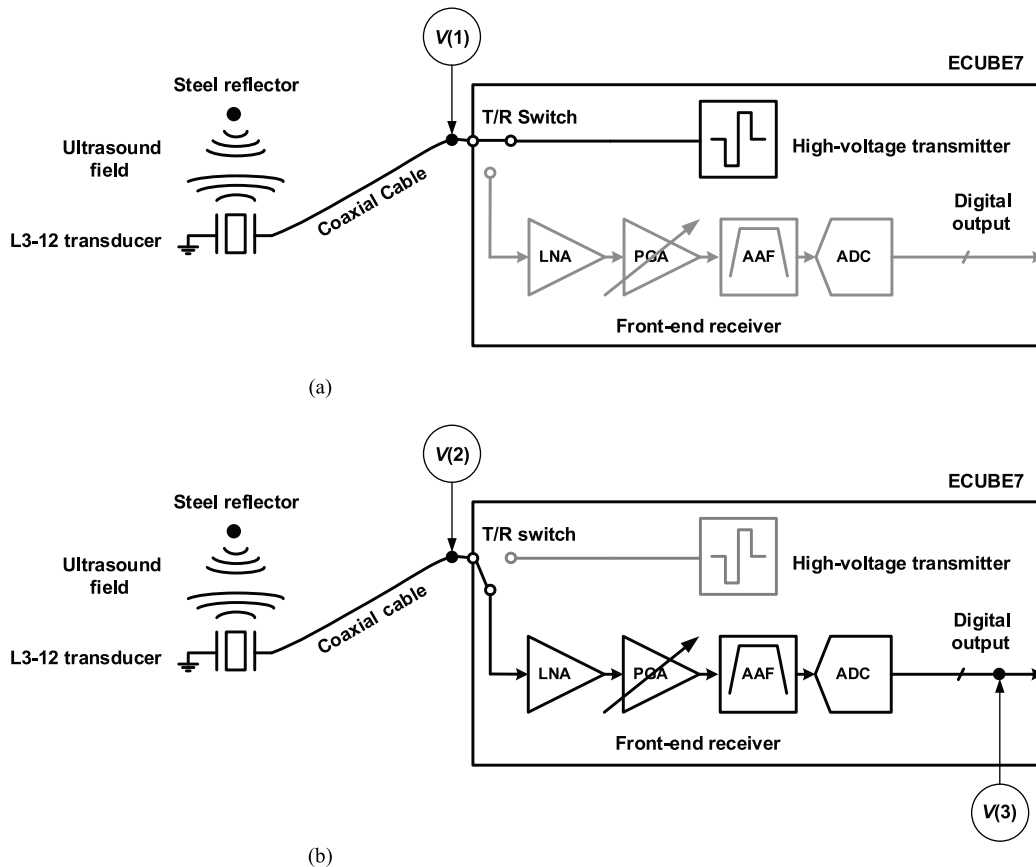 V(1)
ECUBE7
Steel reflector
T/R Switch
Ultrasound
field
High-voltage transmitter
Coaxial Cable
Digital
output
L3-12 transducer
LNA
PGA
AAF
ADC
Front-end receiver
(a)
V(2)
ECUBE7
Steel reflector
T/R switch
Ultrasound
field
High-voltage transmitter
Coaxial cable
Digital
output
L3-12 transducer
LNA
PGA
AAF
ADC
Front-end receiver
V(3)
(b)